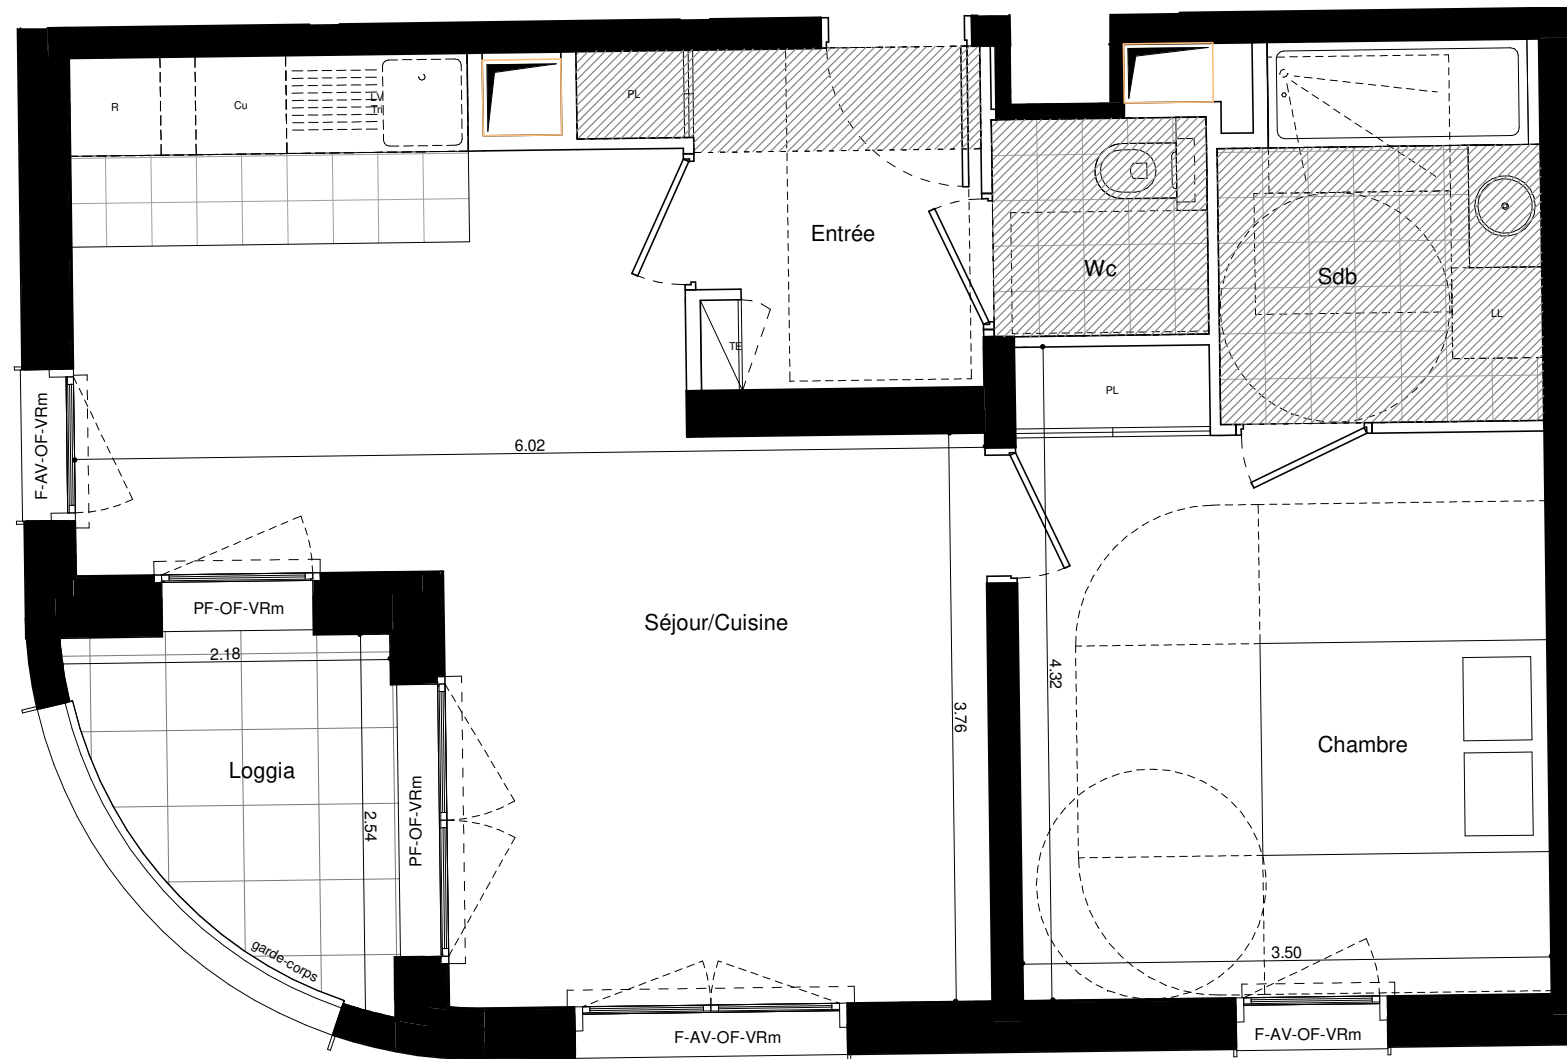 R
Cu
LV
Tri
PL
Entrée
Wc
Sdb
LL
TE
PL
F-AV-OF-VRm
6.02
PF-OF-VRm
2.18
Séjour/Cuisine
4.32
3.76
Chambre
Loggia
PF-OF-VRm
2.54
garde-corps
3.50
F-AV-OF-VRm
F-AV-OF-VRm